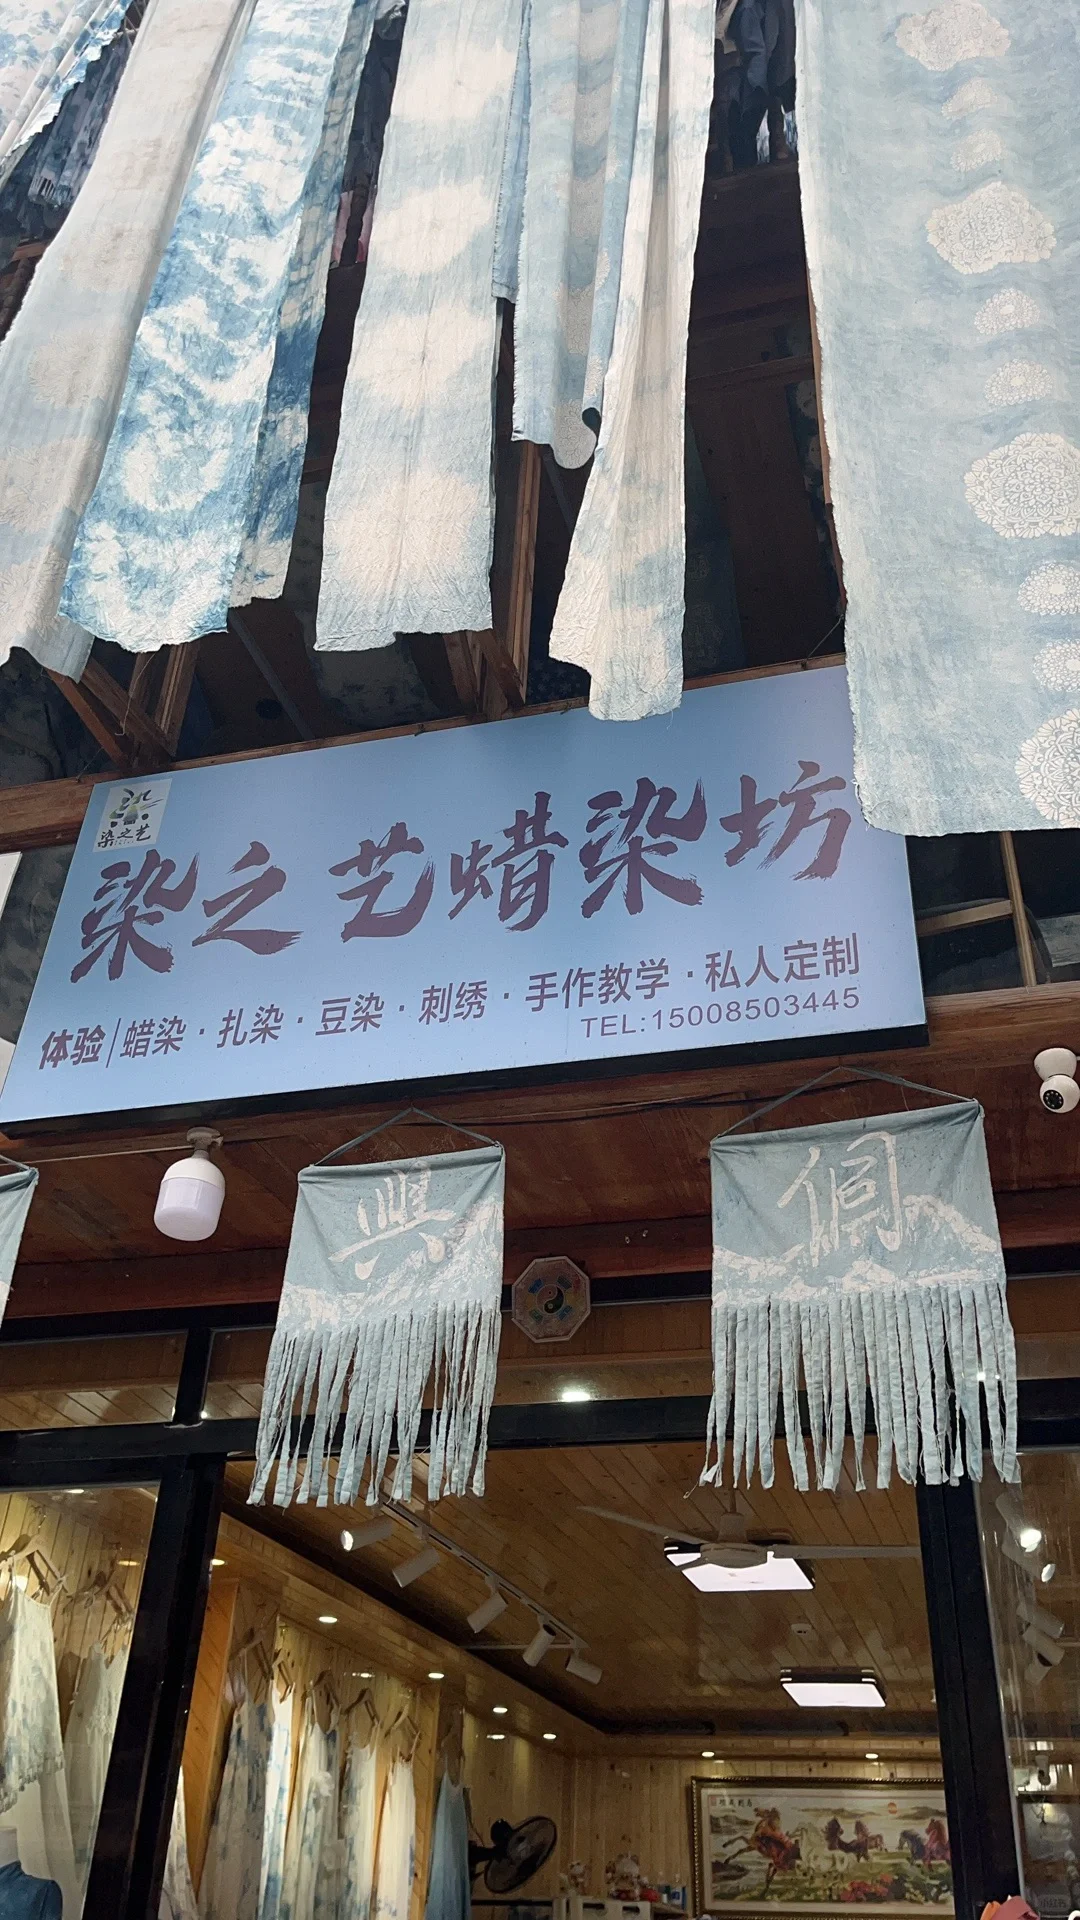 染之艺
染之艺蜡染坊
体验|蜡染·扎染·豆染·刺绣·手作教学·私人定制
TEL:15008503445
興
侗